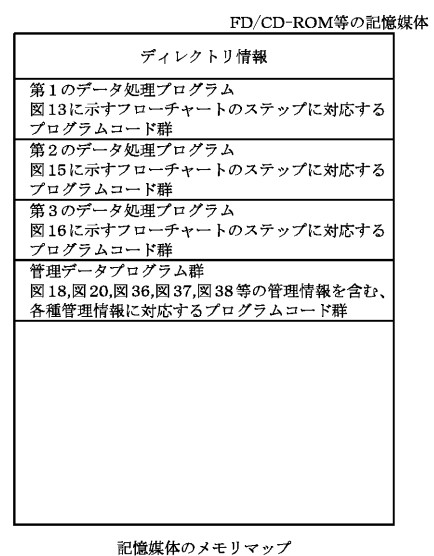 FD/CD-ROM等の記憶媒体
ディレクトリ情報
第1のデータ処理プログラム
図13に示すフローチャートのステップに対応する
プログラムコード群
第2のデータ処理プログラム
図15に示すフローチャートのステップに対応する
プログラムコード群
第3のデータ処理プログラム
図16に示すフローチャートのステップに対応する
プログラムコード群
管理データプログラム群
図18,図20,図36,図37,図38等の管理情報を含む、
各種管理情報に対応するプログラムコード群
記憶媒体のメモリマップ